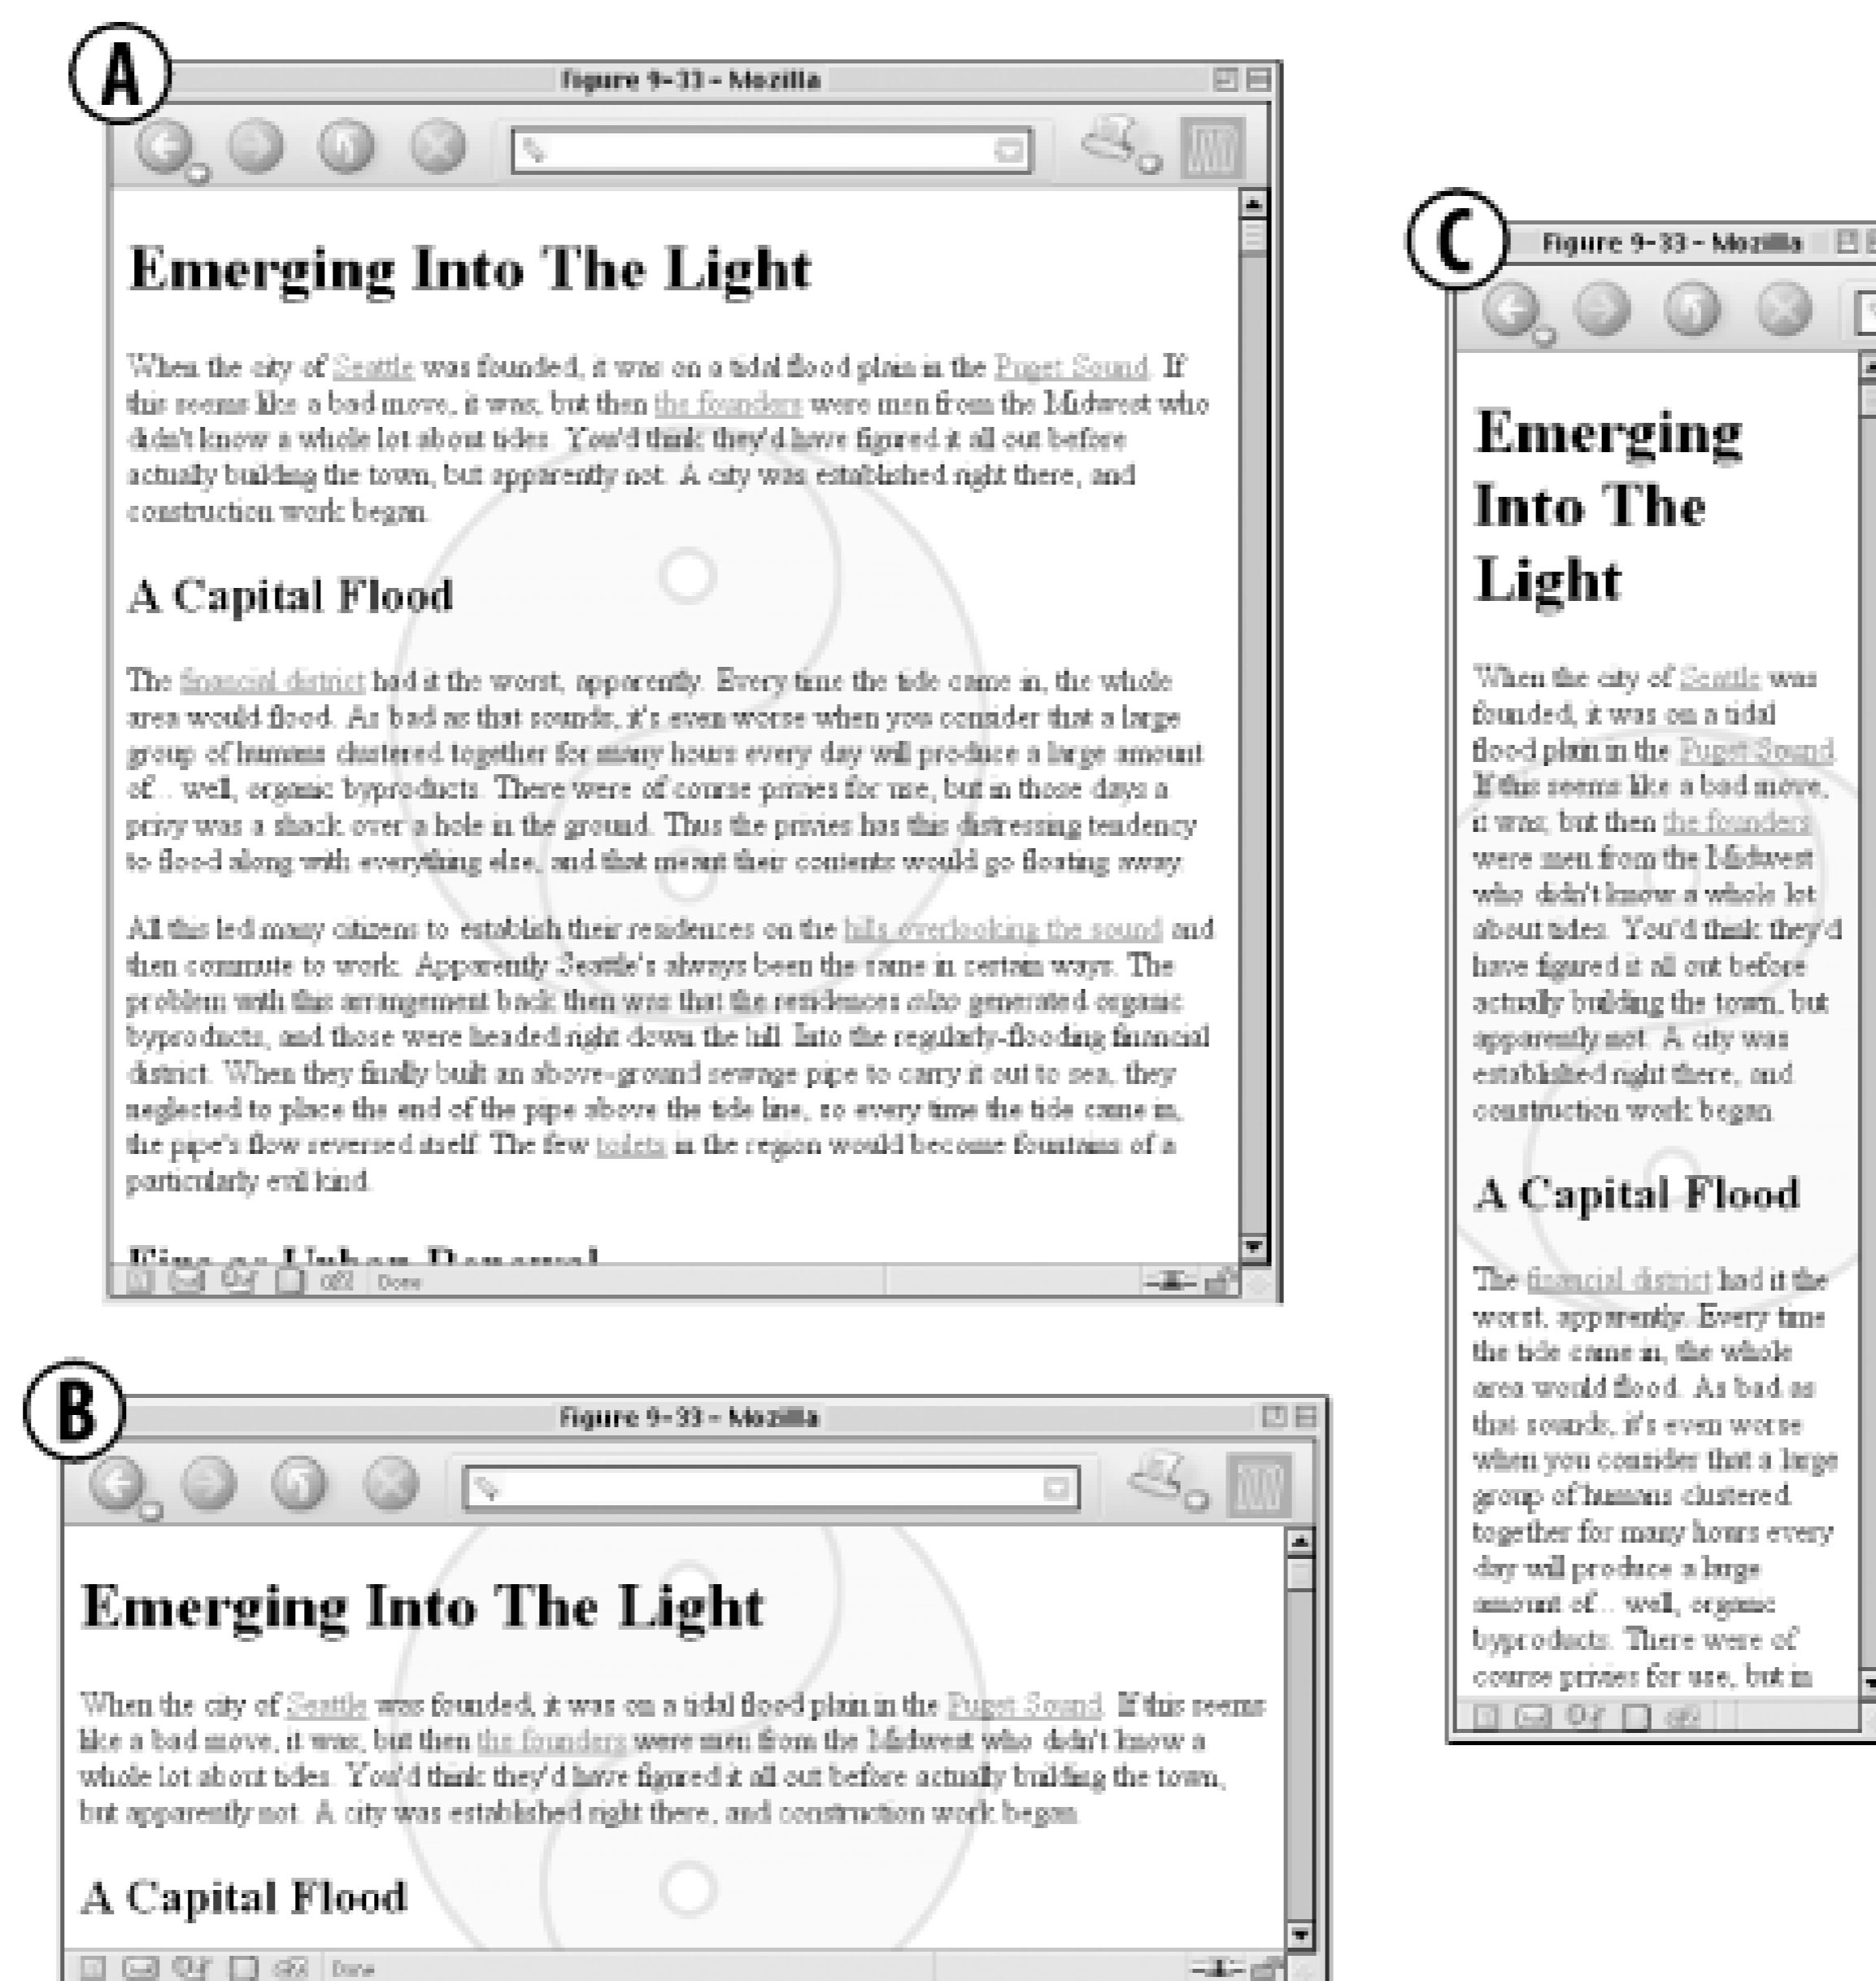 A
Figure 9-33 - Mozilla
Emerging Into The Light
When the city of Seattle was founded, it was on a tidal flood plain in the Puget Sound. If
this seems like a bad move, it was, but then the founders were men from the Midwest who
didn't know a whole lot about tides. You'd think they'd have figured it all out before
actually building the town, but apparently not. A city was established right there, and
construction work began.
A Capital Flood
The financial district had it the worst, apparently. Every time the tide came in, the whole
area would flood. As bad as that sounds, it's even worse when you consider that a large
group of humans clustered together for many hours every day will produce a large amount
of... well, organic byproducts. There were of course privies for use, but in those days a
privy was a shack over a hole in the ground. Thus the privies has this distressing tendency
to flood along with everything else, and that meant their contents would go floating away.
All this led many citizens to establish their residences on the hills overlooking the sound and
then commute to work. Apparently Seattle's always been the same in certain ways. The
problem with this arrangement back then was that the residences also generated organic
byproducts, and those were headed right down the hill. Into the regularly-flooding financial
district. When they finally built an above-ground sewage pipe to carry it out to sea, they
neglected to place the end of the pipe above the tide line, so every time the tide came in,
the pipe's flow reversed itself. The few toilets in the region would become fountains of a
particularly evil kind.
Done
B
Figure 9-33 - Mozilla
Emerging Into The Light
When the city of Seattle was founded, it was on a tidal flood plain in the Puget Sound. If this seems
like a bad move, it was, but then the founders were men from the Midwest who didn't know a
whole lot about tides. You'd think they'd have figured it all out before actually building the town,
but apparently not. A city was established right there, and construction work began.
A Capital Flood
Done
C
Figure 9-33 - Mozilla
Emerging
Into The
Light
When the city of Seattle was
founded, it was on a tidal
flood plain in the Puget Sound.
If this seems like a bad move,
it was, but then the founders
were men from the Midwest
who didn't know a whole lot
about tides. You'd think they'd
have figured it all out before
actually building the town, but
apparently not. A city was
established right there, and
construction work began.
A Capital Flood
The financial district had it the
worst, apparently. Every time
the tide came in, the whole
area would flood. As bad as
that sounds, it's even worse
when you consider that a large
group of humans clustered
together for many hours every
day will produce a large
amount of... well, organic
byproducts. There were of
course privies for use, but in